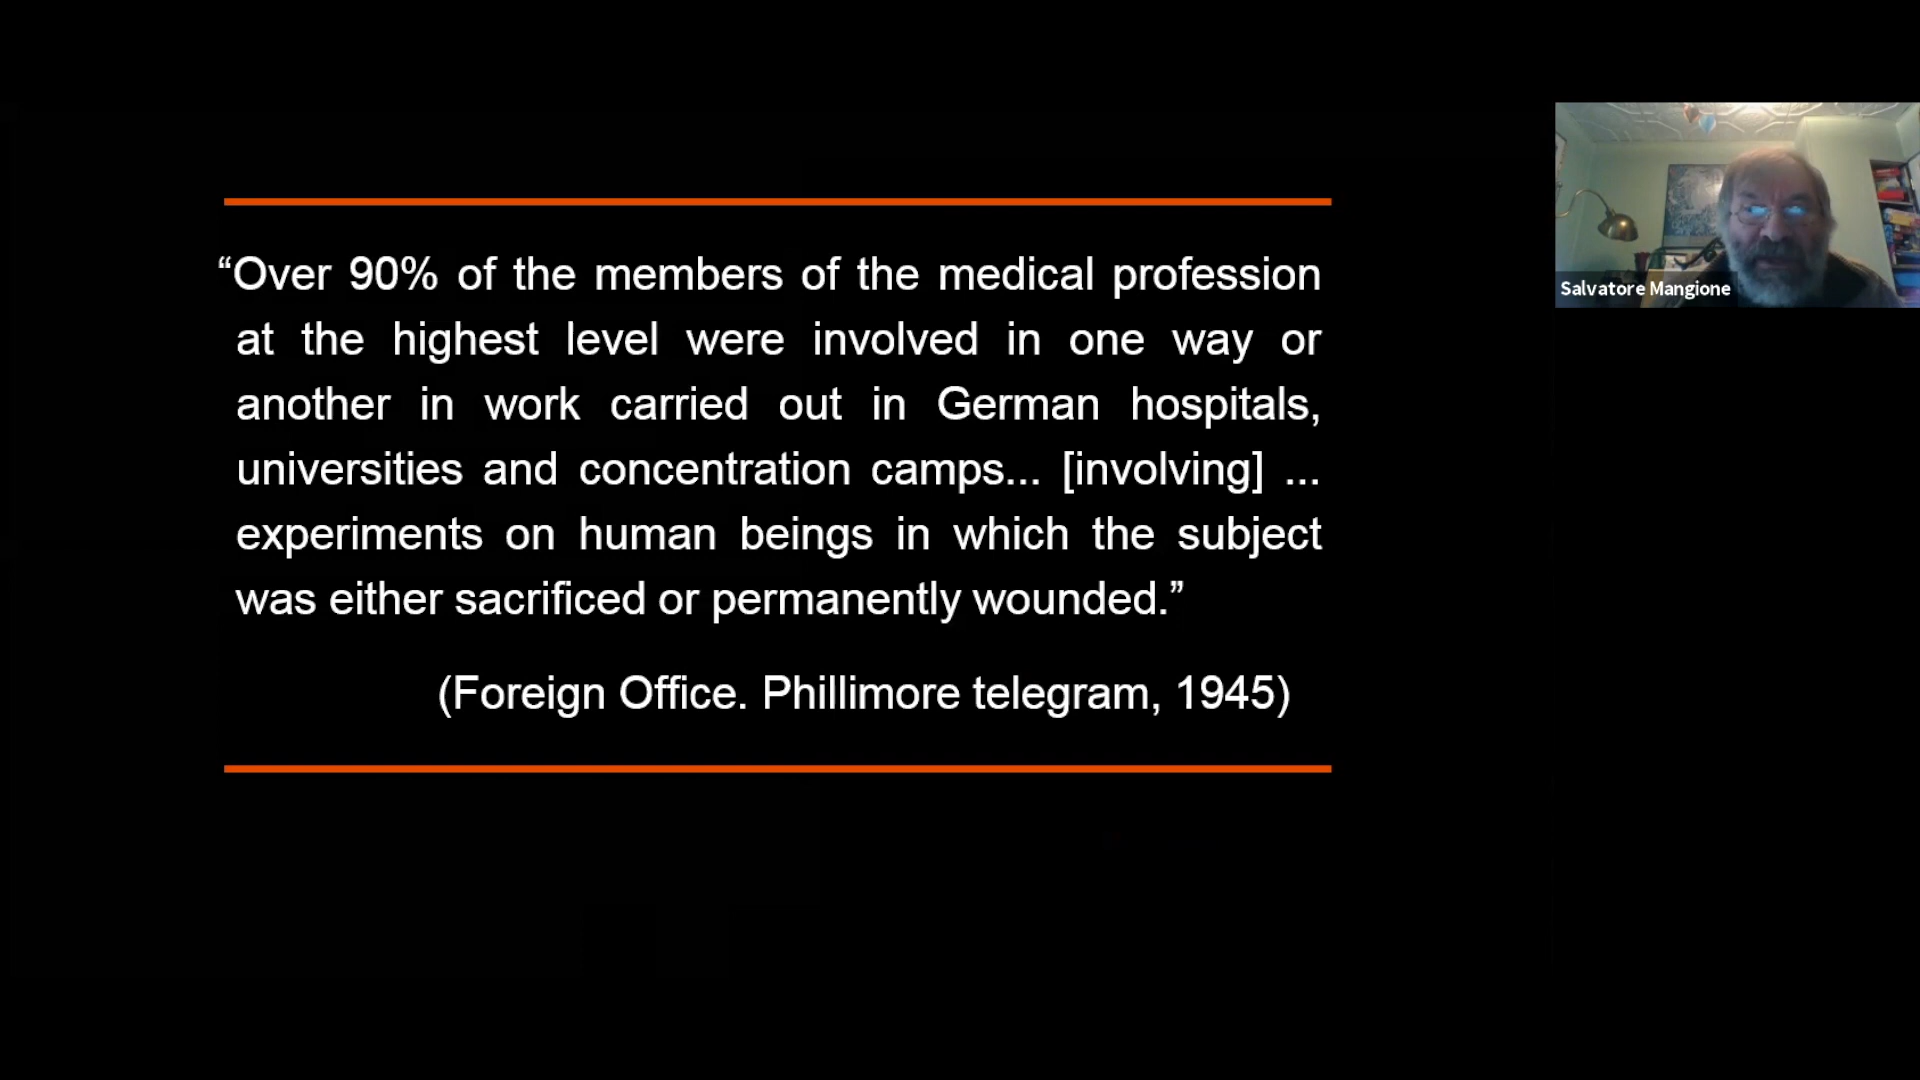 “Over 90% of the members of the medical profession
at the highest level were involved in one way or
another in work carried out in German hospitals,
universities and concentration camps... [involving] ...
experiments on human beings in which the subject
was either sacrificed or permanently wounded.”
(Foreign Office. Phillimore telegram, 1945)
Salvatore Mangione